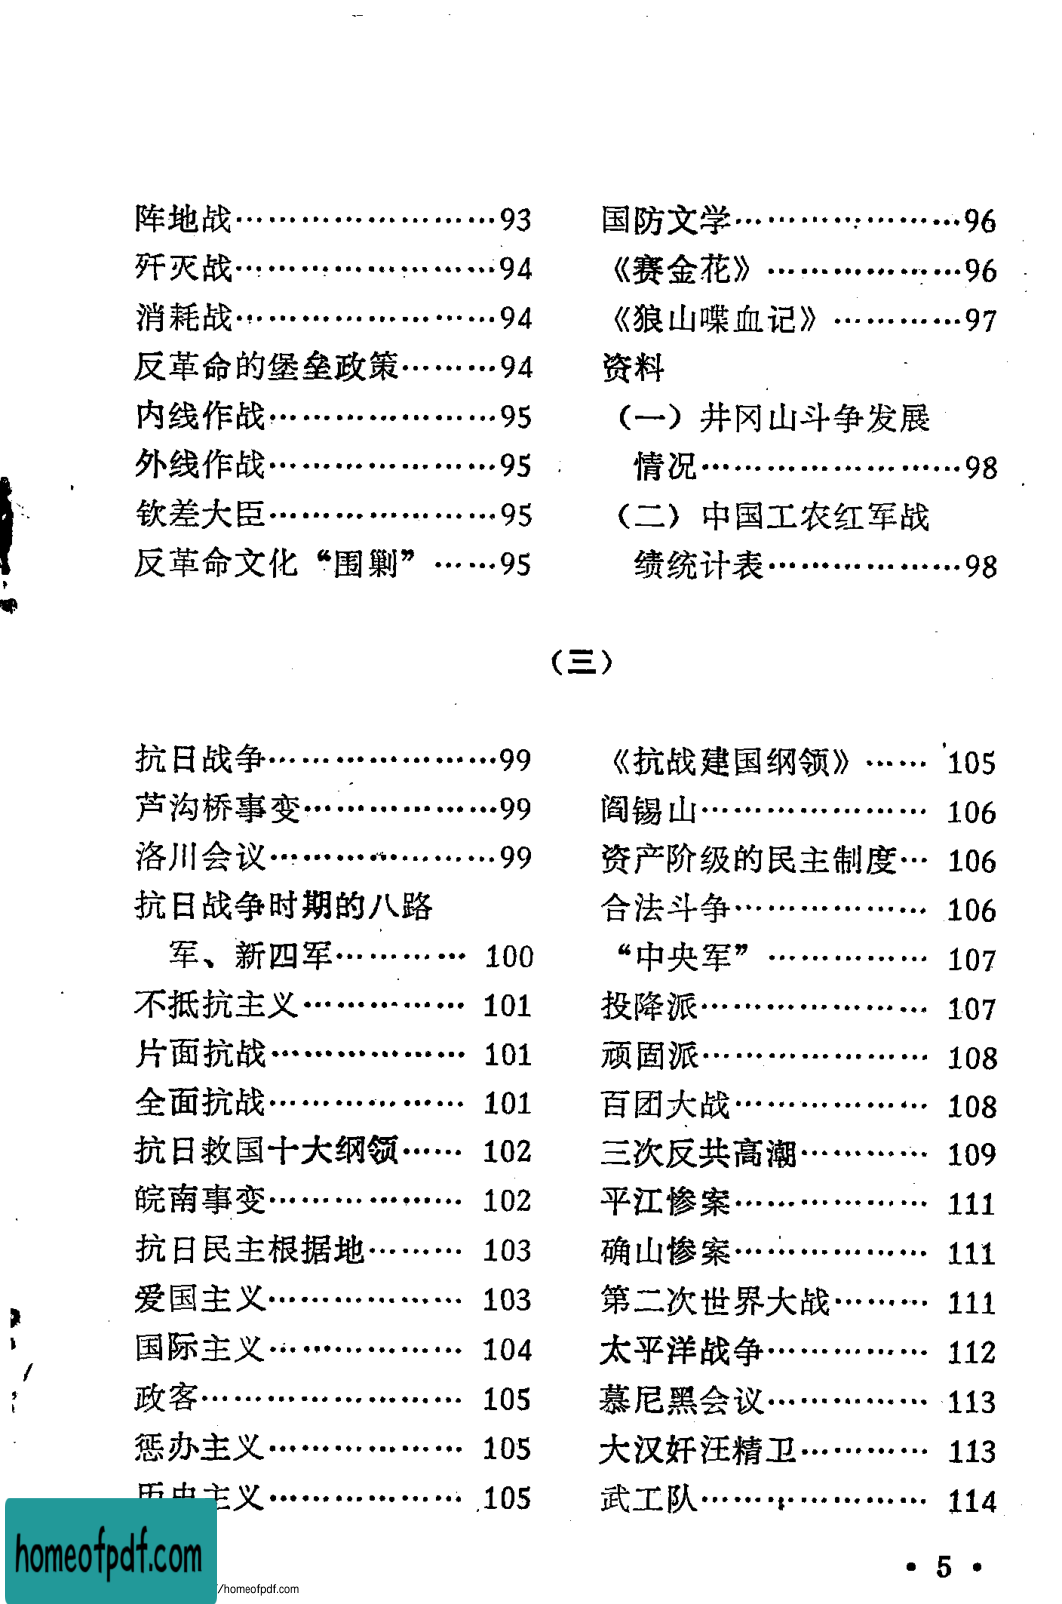 阵地战……………………93
歼灭战……………………94
消耗战……………………94
反革命的堡垒政策………94
内线作战…………………95
外线作战…………………95
钦差大臣…………………95
反革命文化“围剿”……95
国防文学…………………96
《赛金花》………………96
《狼山喋血记》…………97
资料
（一）井冈山斗争发展
情况……………………98
（二）中国工农红军战
绩统计表………………98
（三）
抗日战争…………………99
芦沟桥事变………………99
洛川会议…………………99
抗日战争时期的八路
军、新四军………… 100
不抵抗主义…………… 101
片面抗战……………… 101
全面抗战……………… 101
抗日救国十大纲领…… 102
皖南事变……………… 102
抗日民主根据地……… 103
爱国主义……………… 103
国际主义……………… 104
政客…………………… 105
惩办主义……………… 105
历史主义……………… 105
《抗战建国纲领》…… 105
阎锡山………………… 106
资产阶级的民主制度… 106
合法斗争……………… 106
“中央军”…………… 107
投降派………………… 107
顽固派………………… 108
百团大战……………… 108
三次反共高潮………… 109
平江惨案……………… 111
确山惨案……………… 111
第二次世界大战……… 111
太平洋战争…………… 112
慕尼黑会议…………… 113
大汉奸汪精卫………… 113
武工队………………… 114
• 5 •
homeofpdf.com
/homeofpdf.com